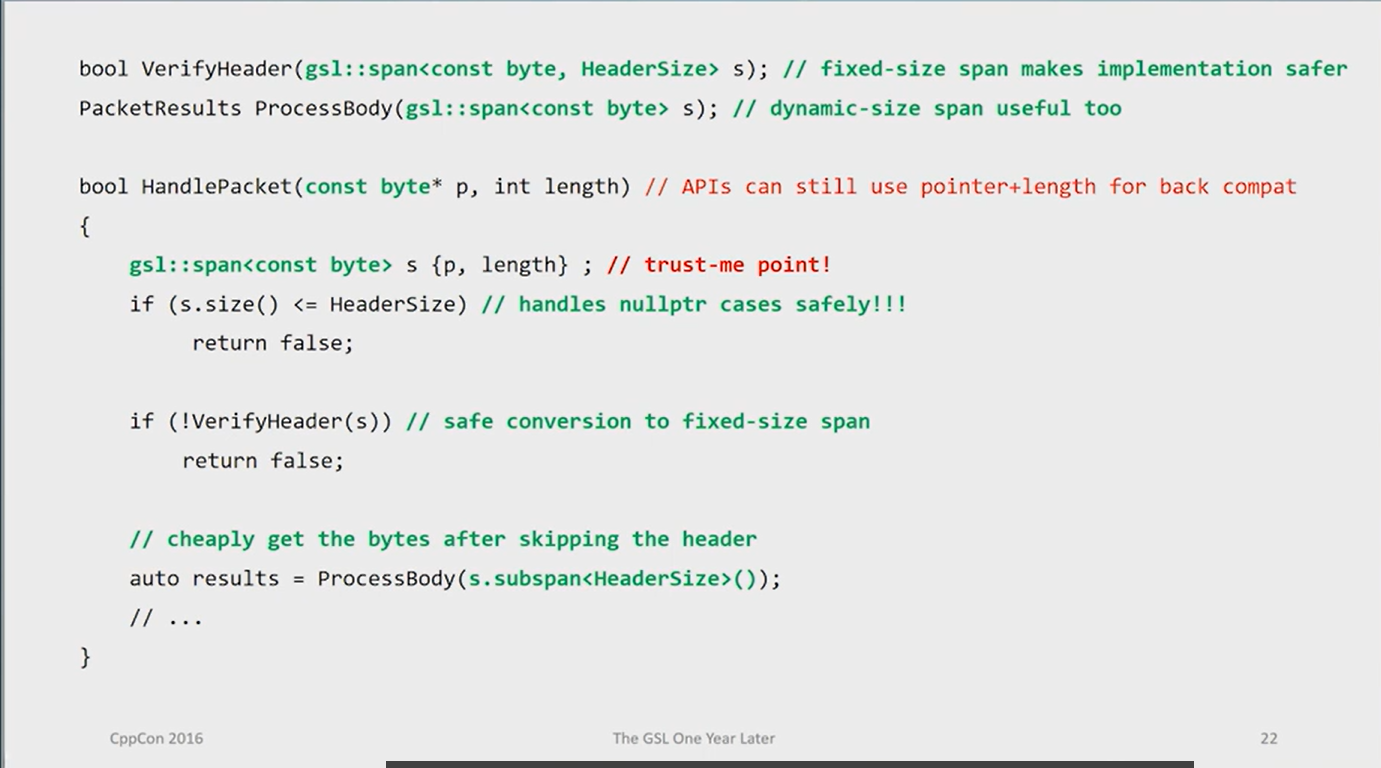 bool VerifyHeader(gsl::span<const byte, HeaderSize> s); // fixed-size span makes implementation safer
PacketResults ProcessBody(gsl::span<const byte> s); // dynamic-size span useful too
bool HandlePacket(const byte* p, int length) // APIs can still use pointer+length for back compat
{
gsl::span<const byte> s {p, length} ; // trust-me point!
if (s.size() <= HeaderSize) // handles nullptr cases safely!!!
return false;
if (!VerifyHeader(s)) // safe conversion to fixed-size span
return false;
// cheaply get the bytes after skipping the header
auto results = ProcessBody(s.subspan<HeaderSize>());
// ...
}
CppCon 2016 The GSL One Year Later 22